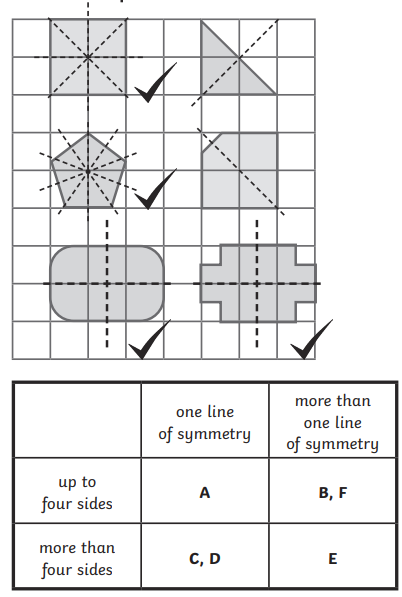 one line
of symmetry
more than
one line
of symmetry
up to
four sides
A
B, F
more than
four sides
C, D
E